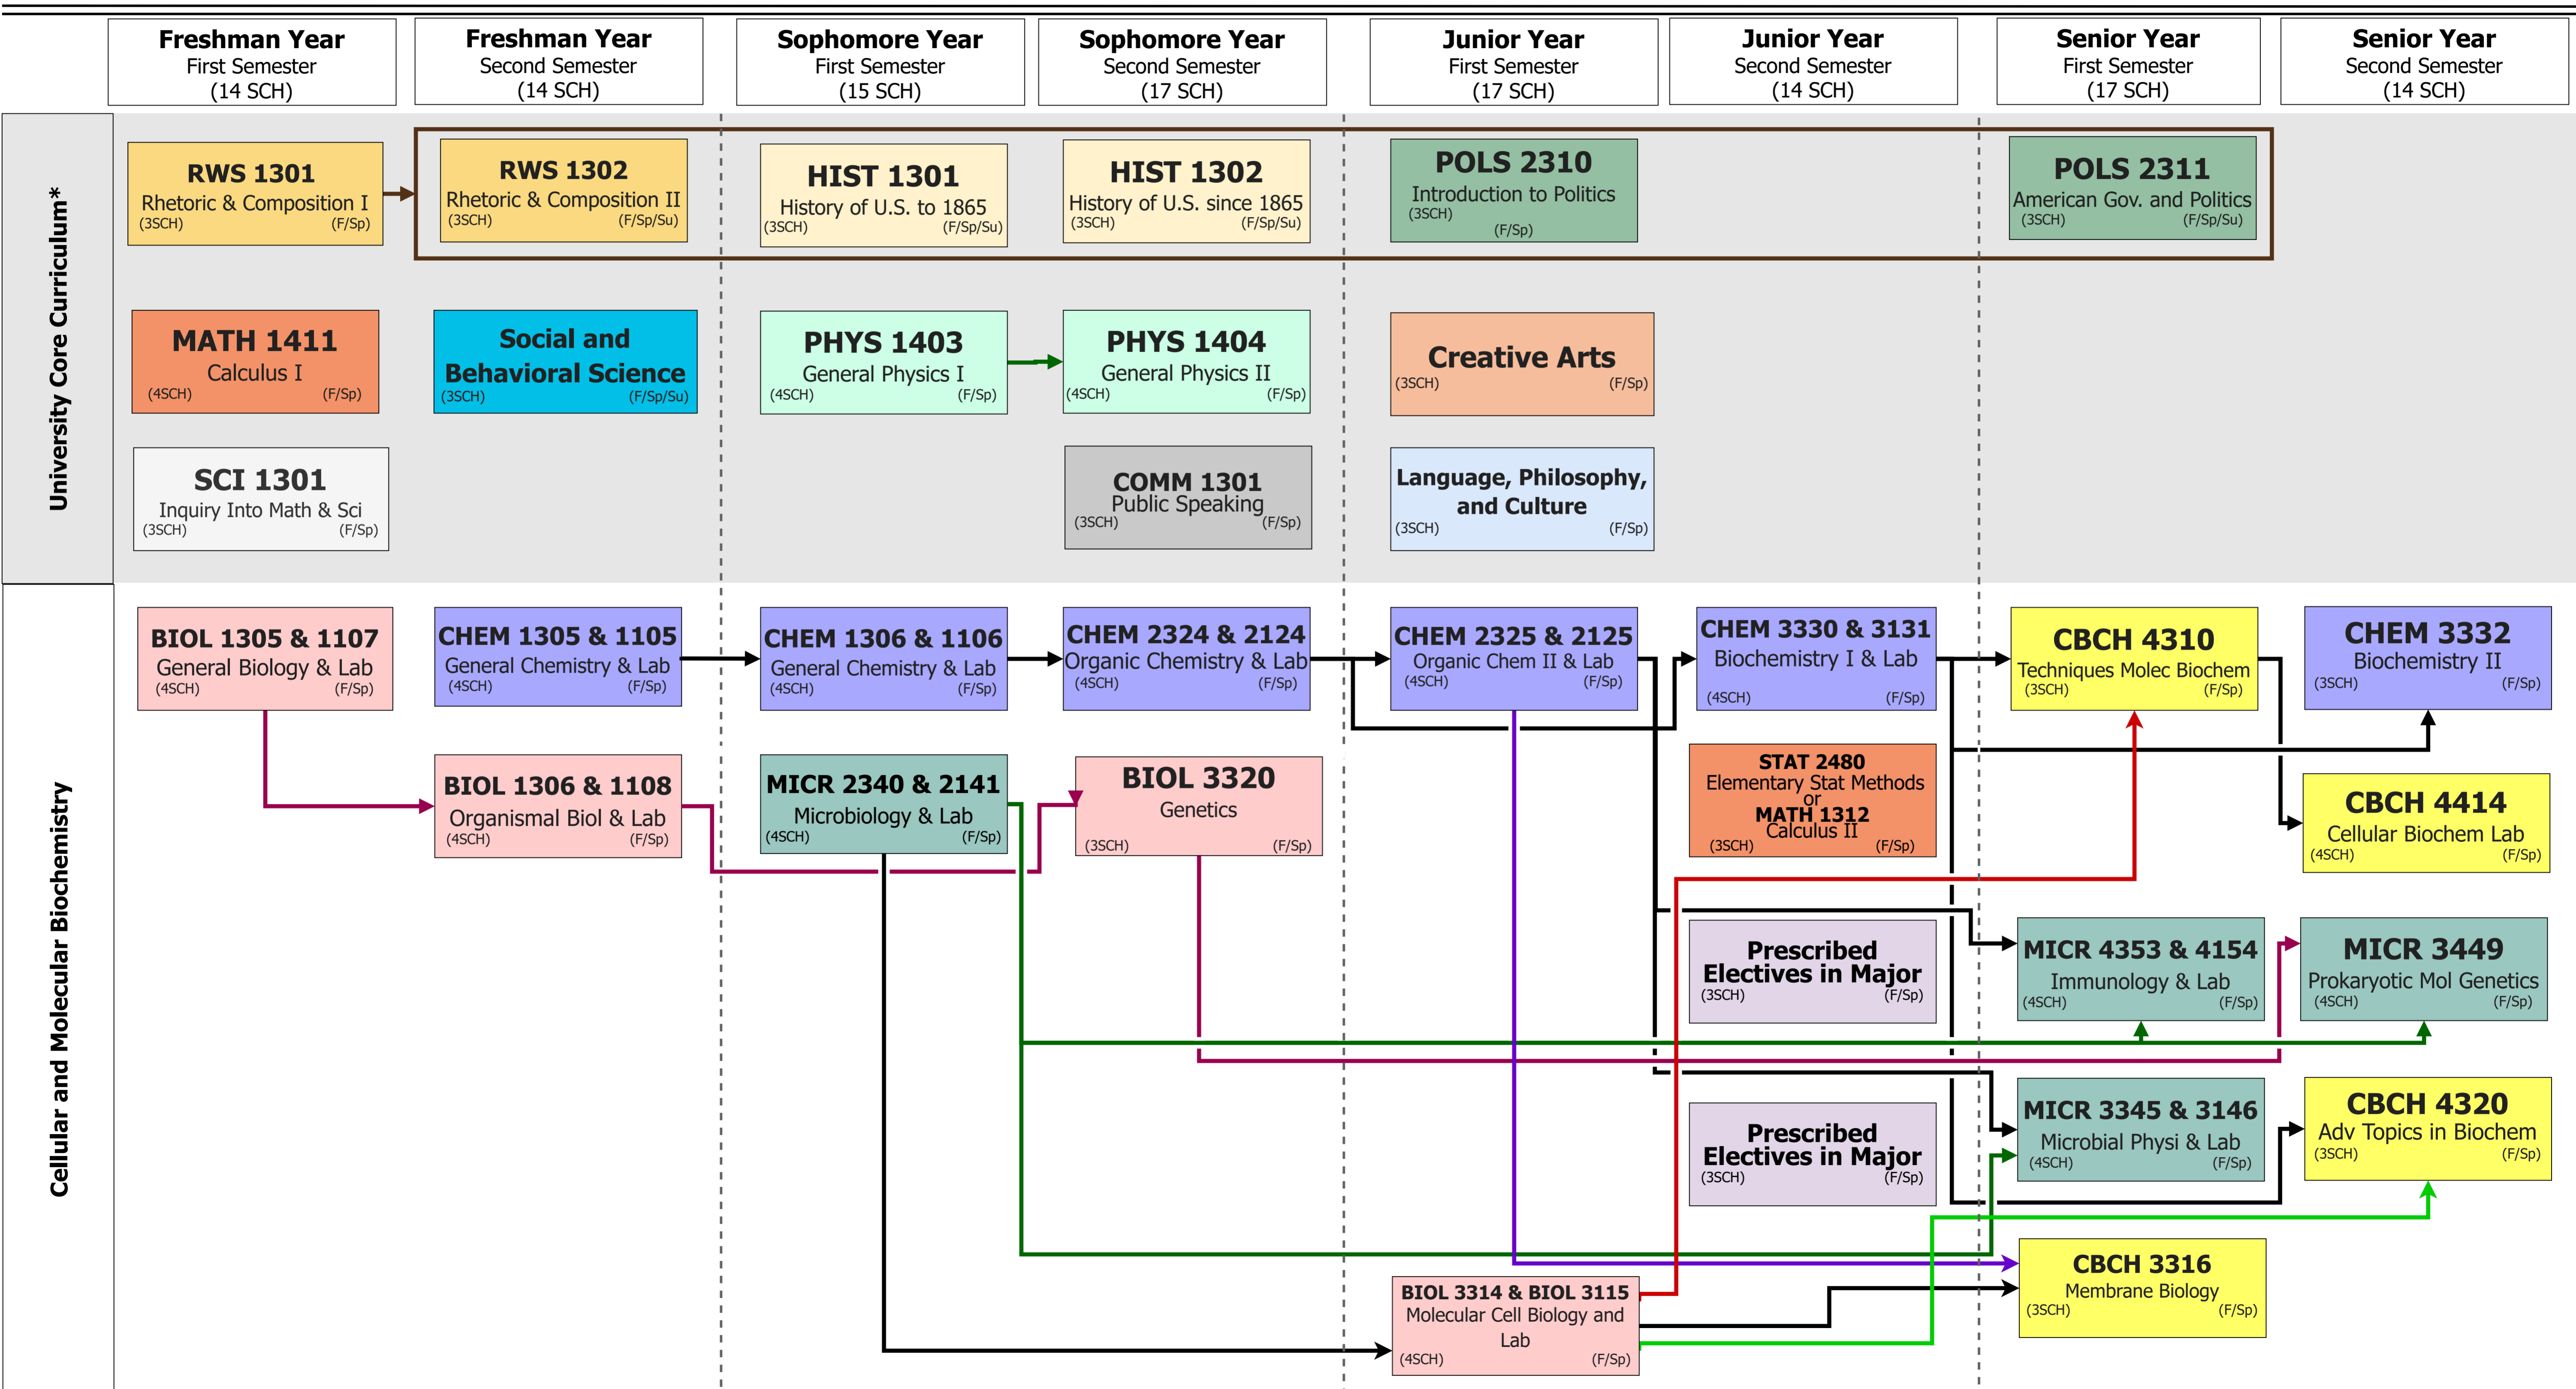 Freshman Year
First Semester
(14 SCH)
Freshman Year
Second Semester
(14 SCH)
Sophomore Year
First Semester
(15 SCH)
Sophomore Year
Second Semester
(17 SCH)
Junior Year
First Semester
(17 SCH)
Junior Year
Second Semester
(14 SCH)
Senior Year
First Semester
(17 SCH)
Senior Year
Second Semester
(14 SCH)
University Core Curriculum*
RWS 1301
Rhetoric & Composition I
(3SCH) (F/Sp)
RWS 1302
Rhetoric & Composition II
(3SCH) (F/Sp/Su)
HIST 1301
History of U.S. to 1865
(3SCH) (F/Sp/Su)
HIST 1302
History of U.S. since 1865
(3SCH) (F/Sp/Su)
POLS 2310
Introduction to Politics
(3SCH)
(F/Sp)
POLS 2311
American Gov. and Politics
(3SCH) (F/Sp/Su)
MATH 1411
Calculus I
(4SCH) (F/Sp)
Social and
Behavioral Science
(3SCH) (F/Sp/Su)
PHYS 1403
General Physics I
(4SCH) (F/Sp)
PHYS 1404
General Physics II
(4SCH) (F/Sp)
Creative Arts
(3SCH) (F/Sp)
SCI 1301
Inquiry Into Math & Sci
(3SCH) (F/Sp)
COMM 1301
Public Speaking
(3SCH) (F/Sp)
Language, Philosophy,
and Culture
(3SCH) (F/Sp)
Cellular and Molecular Biochemistry
BIOL 1305 & 1107
General Biology & Lab
(4SCH) (F/Sp)
CHEM 1305 & 1105
General Chemistry & Lab
(4SCH) (F/Sp)
CHEM 1306 & 1106
General Chemistry & Lab
(4SCH) (F/Sp)
CHEM 2324 & 2124
Organic Chemistry & Lab
(4SCH) (F/Sp)
CHEM 2325 & 2125
Organic Chem II & Lab
(4SCH) (F/Sp)
CHEM 3330 & 3131
Biochemistry I & Lab
(4SCH) (F/Sp)
CBCH 4310
Techniques Molec Biochem
(3SCH) (F/Sp)
CHEM 3332
Biochemistry II
(3SCH) (F/Sp)
BIOL 1306 & 1108
Organismal Biol & Lab
(4SCH) (F/Sp)
MICR 2340 & 2141
Microbiology & Lab
(4SCH) (F/Sp)
BIOL 3320
Genetics
(3SCH) (F/Sp)
STAT 2480
Elementary Stat Methods
or
MATH 1312
Calculus II
(3SCH) (F/Sp)
CBCH 4414
Cellular Biochem Lab
(4SCH) (F/Sp)
Prescribed
Electives in Major
(3SCH) (F/Sp)
MICR 4353 & 4154
Immunology & Lab
(4SCH) (F/Sp)
MICR 3449
Prokaryotic Mol Genetics
(4SCH) (F/Sp)
Prescribed
Electives in Major
(3SCH) (F/Sp)
MICR 3345 & 3146
Microbial Physi & Lab
(4SCH) (F/Sp)
CBCH 4320
Adv Topics in Biochem
(3SCH) (F/Sp)
BIOL 3314 & BIOL 3115
Molecular Cell Biology and
Lab
(4SCH) (F/Sp)
CBCH 3316
Membrane Biology
(3SCH) (F/Sp)